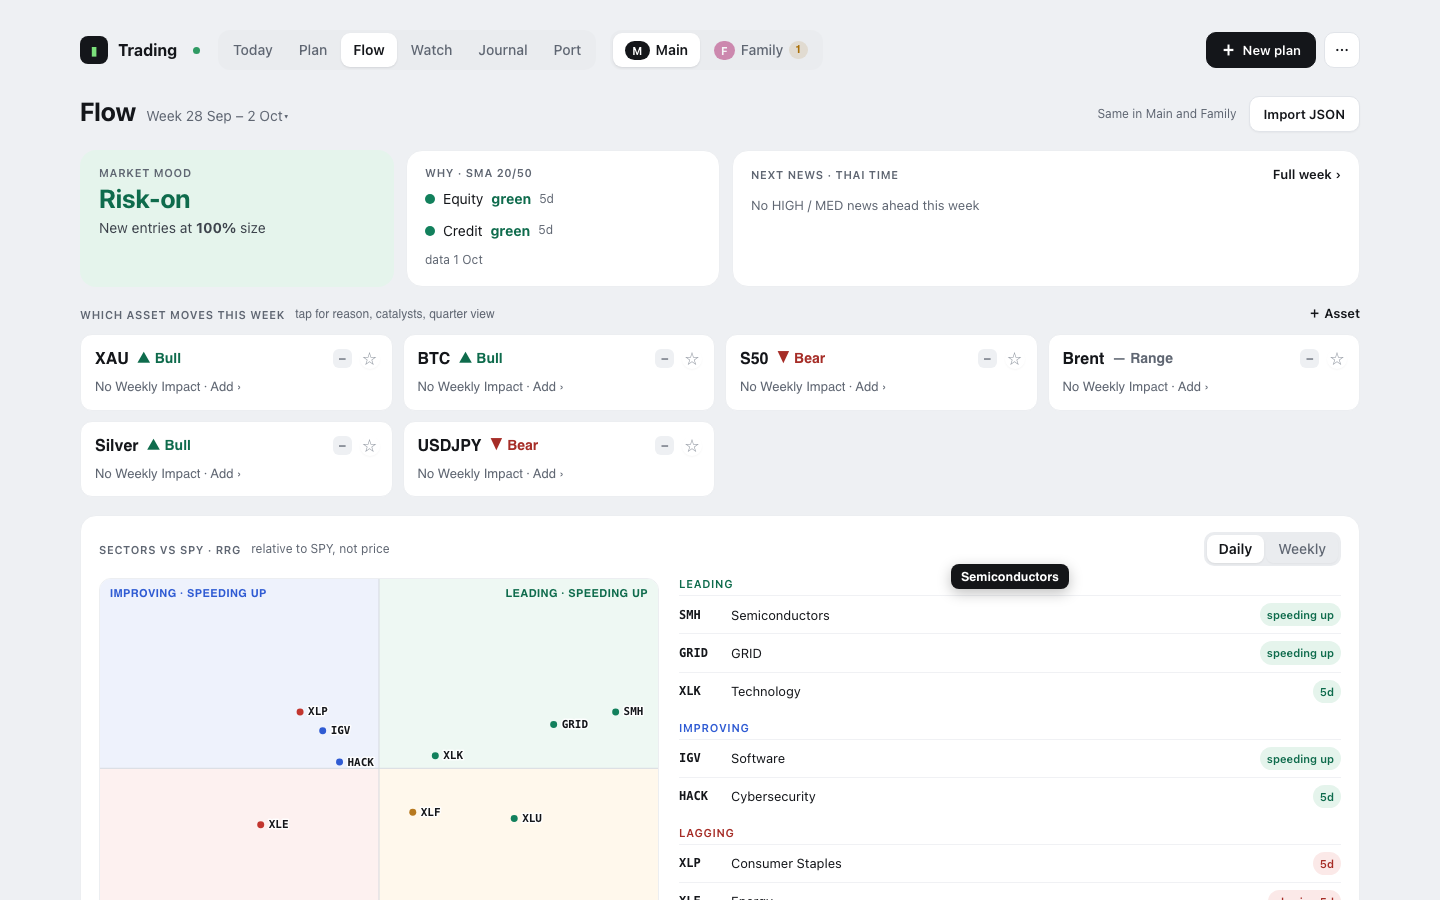 Trading
Today Plan Flow Watch Journal Port
M Main F Family 1
+ New plan
...
Flow Week 28 Sep – 2 Oct
Same in Main and Family Import JSON
MARKET MOOD
Risk-on
New entries at 100% size
WHY · SMA 20/50
Equity green 5d
Credit green 5d
data 1 Oct
NEXT NEWS · THAI TIME Full week ›
No HIGH / MED news ahead this week
WHICH ASSET MOVES THIS WEEK tap for reason, catalysts, quarter view + Asset
XAU ▲ Bull – ☆
No Weekly Impact · Add ›
BTC ▲ Bull – ☆
No Weekly Impact · Add ›
S50 ▼ Bear – ☆
No Weekly Impact · Add ›
Brent — Range – ☆
No Weekly Impact · Add ›
Silver ▲ Bull – ☆
No Weekly Impact · Add ›
USDJPY ▼ Bear – ☆
No Weekly Impact · Add ›
SECTORS VS SPY · RRG relative to SPY, not price
Daily Weekly
IMPROVING · SPEEDING UP LEADING · SPEEDING UP
XLP
SMH
GRID
IGV
XLK
HACK
XLF
XLU
XLE
Semiconductors
LEADING
SMH Semiconductors speeding up
GRID GRID speeding up
XLK Technology 5d
IMPROVING
IGV Software speeding up
HACK Cybersecurity 5d
LAGGING
XLP Consumer Staples 5d